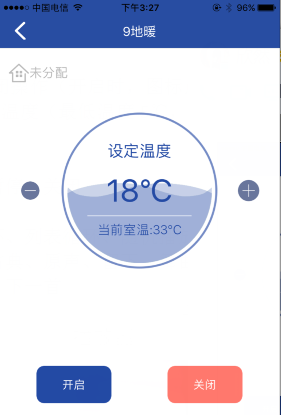 中国电信 下午3:27 96%
9地暖
未分配
设定温度
18°C
当前室温:33°C
开启 关闭